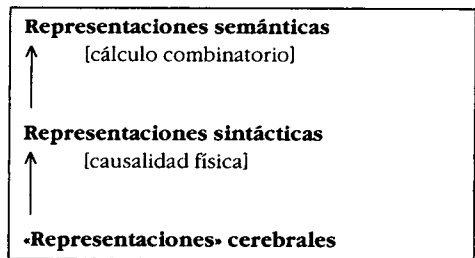 Representaciones semánticas
[cálculo combinatorio]
Representaciones sintácticas
[causalidad física]
«Representaciones» cerebrales